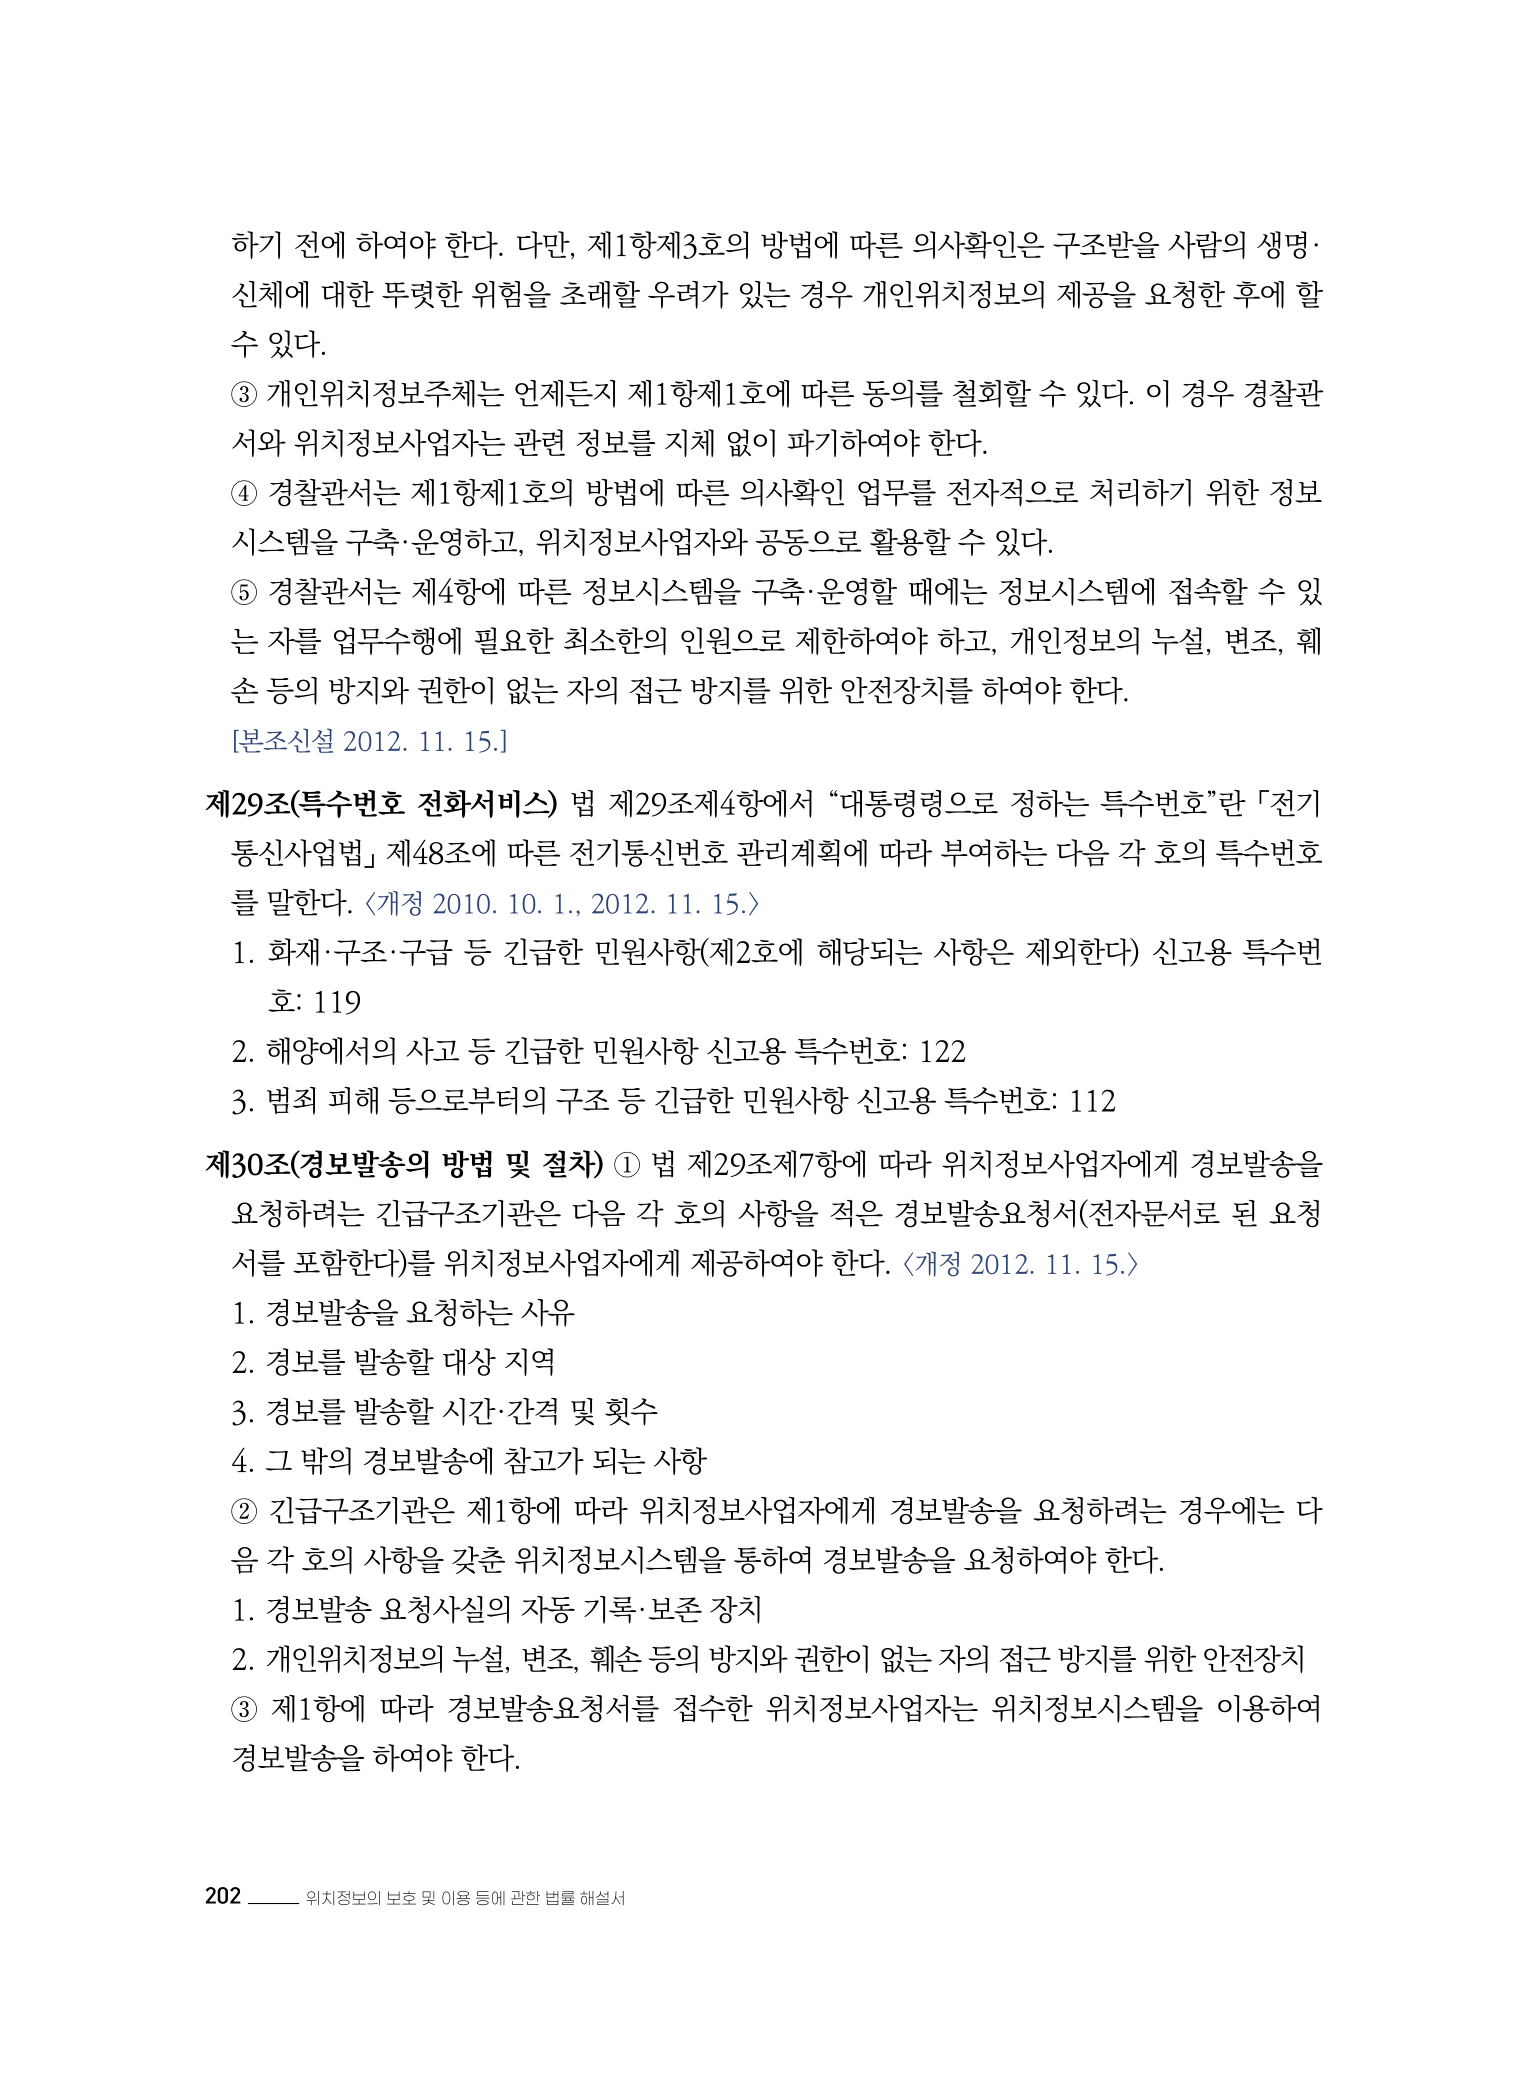 하기 전에 하여야 한다. 다만, 제1항제3호의 방법에 따른 의사확인은 구조받을 사람의 생명·
신체에 대한 뚜렷한 위험을 초래할 우려가 있는 경우 개인위치정보의 제공을 요청한 후에 할
수 있다.
③ 개인위치정보주체는 언제든지 제1항제1호에 따른 동의를 철회할 수 있다. 이 경우 경찰관
서와 위치정보사업자는 관련 정보를 지체 없이 파기하여야 한다.
④ 경찰관서는 제1항제1호의 방법에 따른 의사확인 업무를 전자적으로 처리하기 위한 정보
시스템을 구축·운영하고, 위치정보사업자와 공동으로 활용할 수 있다.
⑤ 경찰관서는 제4항에 따른 정보시스템을 구축·운영할 때에는 정보시스템에 접속할 수 있
는 자를 업무수행에 필요한 최소한의 인원으로 제한하여야 하고, 개인정보의 누설, 변조, 훼
손 등의 방지와 권한이 없는 자의 접근 방지를 위한 안전장치를 하여야 한다.
[본조신설 2012. 11. 15.]
제29조(특수번호 전화서비스) 법 제29조제4항에서 “대통령령으로 정하는 특수번호”란 「전기
통신사업법」 제48조에 따른 전기통신번호 관리계획에 따라 부여하는 다음 각 호의 특수번호
를 말한다. 〈개정 2010. 10. 1., 2012. 11. 15.〉
1. 화재·구조·구급 등 긴급한 민원사항(제2호에 해당되는 사항은 제외한다) 신고용 특수번
호: 119
2. 해양에서의 사고 등 긴급한 민원사항 신고용 특수번호: 122
3. 범죄 피해 등으로부터의 구조 등 긴급한 민원사항 신고용 특수번호: 112
제30조(경보발송의 방법 및 절차) ① 법 제29조제7항에 따라 위치정보사업자에게 경보발송을
요청하려는 긴급구조기관은 다음 각 호의 사항을 적은 경보발송요청서(전자문서로 된 요청
서를 포함한다)를 위치정보사업자에게 제공하여야 한다. 〈개정 2012. 11. 15.〉
1. 경보발송을 요청하는 사유
2. 경보를 발송할 대상 지역
3. 경보를 발송할 시간·간격 및 횟수
4. 그 밖의 경보발송에 참고가 되는 사항
② 긴급구조기관은 제1항에 따라 위치정보사업자에게 경보발송을 요청하려는 경우에는 다
음 각 호의 사항을 갖춘 위치정보시스템을 통하여 경보발송을 요청하여야 한다.
1. 경보발송 요청사실의 자동 기록·보존 장치
2. 개인위치정보의 누설, 변조, 훼손 등의 방지와 권한이 없는 자의 접근 방지를 위한 안전장치
③ 제1항에 따라 경보발송요청서를 접수한 위치정보사업자는 위치정보시스템을 이용하여
경보발송을 하여야 한다.
202 위치정보의 보호 및 이용 등에 관한 법률 해설서